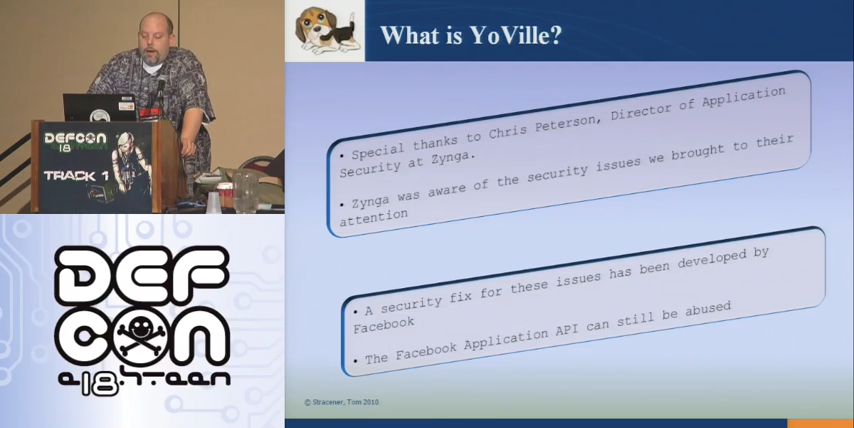 What is YoVille?
• Special thanks to Chris Peterson, Director of Application
Security at Zynga.
• Zynga was aware of the security issues we brought to their
attention
• A security fix for these issues has been developed by
Facebook
• The Facebook Application API can still be abused
© Stracener, Tom 2010
DEFCON
18
TRACK 1
DEF
CON
e18hteen